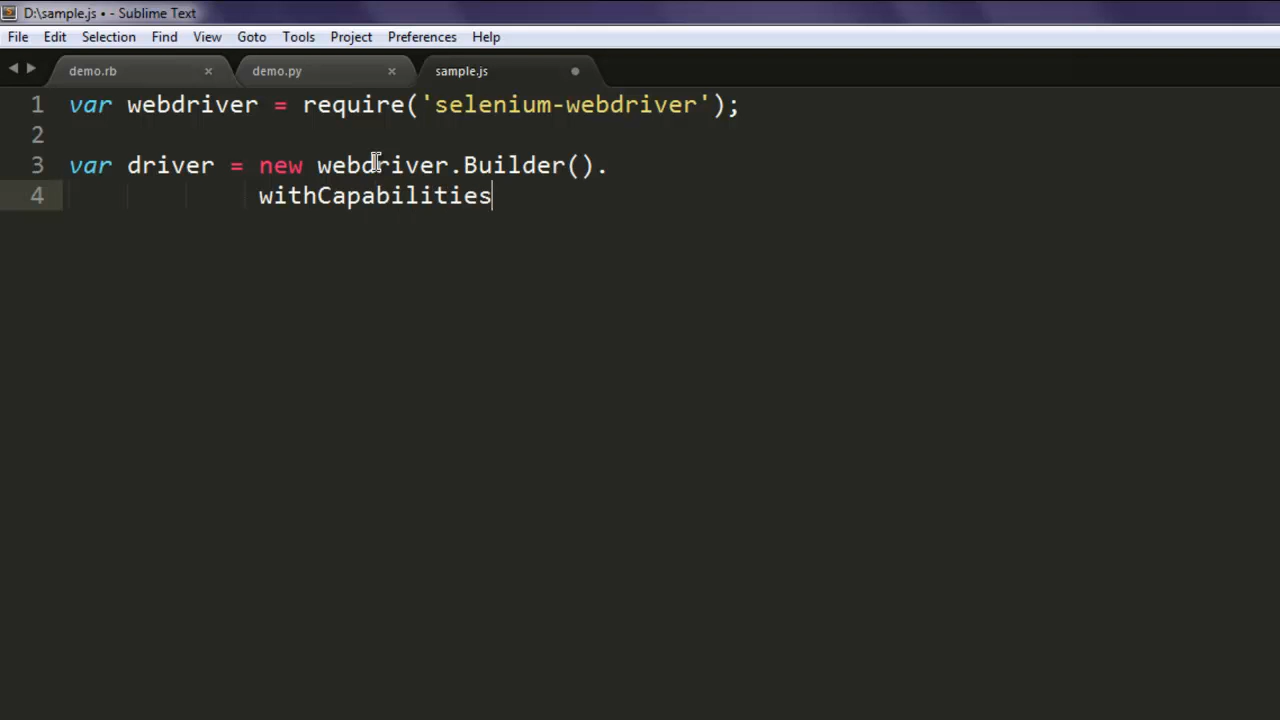 D:\sample.js • - Sublime Text
File Edit Selection Find View Goto Tools Project Preferences Help
demo.rb × demo.py × sample.js
1 var webdriver = require('selenium-webdriver');
2
3 var driver = new webdriver.Builder().
4 withCapabilities